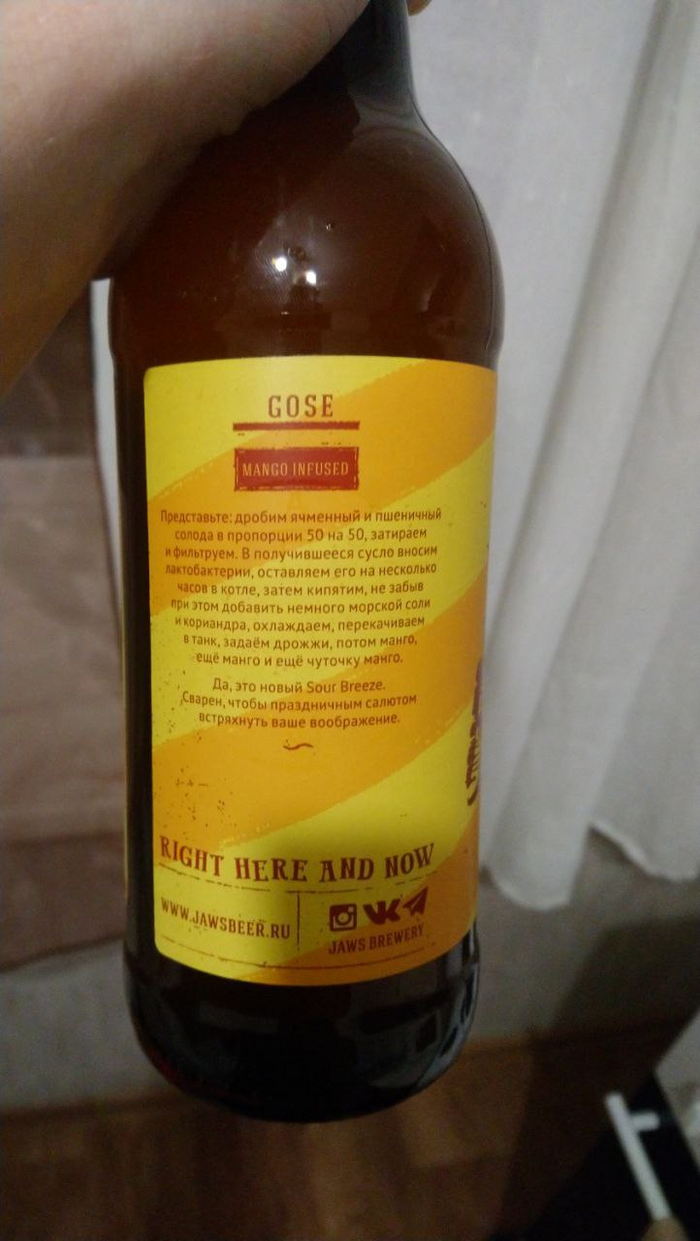 GOSE
MANGO INFUSED
Представьте: дробим ячменный и пшеничный
солода в пропорции 50 на 50, затираем
и фильтруем. В получившееся сусло вносим
лактобактерии, оставляем его на несколько
часов в котле, затем кипятим, не забыв
при этом добавить немного морской соли
и кориандра, охлаждаем, перекачиваем
в танк, задаём дрожжи, потом манго,
ещё манго и ещё чуточку манго.
Да, это новый Sour Breeze.
Сварен, чтобы праздничным салютом
встряхнуть ваше воображение.
RIGHT HERE AND NOW
WWW.JAWSBEER.RU
JAWS BREWERY